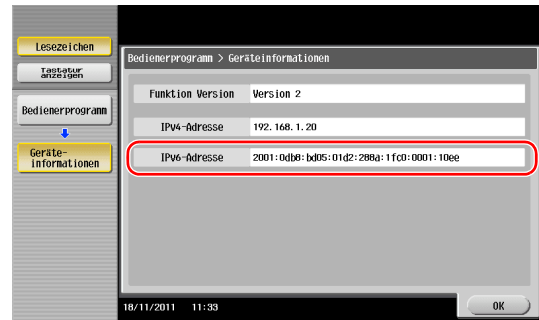 Lesezeichen
Tastatur
anzeigen
Bedienerprogramm
Geräte-
informationen
Bedienerprogramm > Geräteinformationen
Funktion Version Version 2
IPv4-Adresse 192.168.1.20
IPv6-Adresse 2001:0db8:bd05:01d2:288a:1fc0:0001:10ee
18/11/2011 11:33
OK